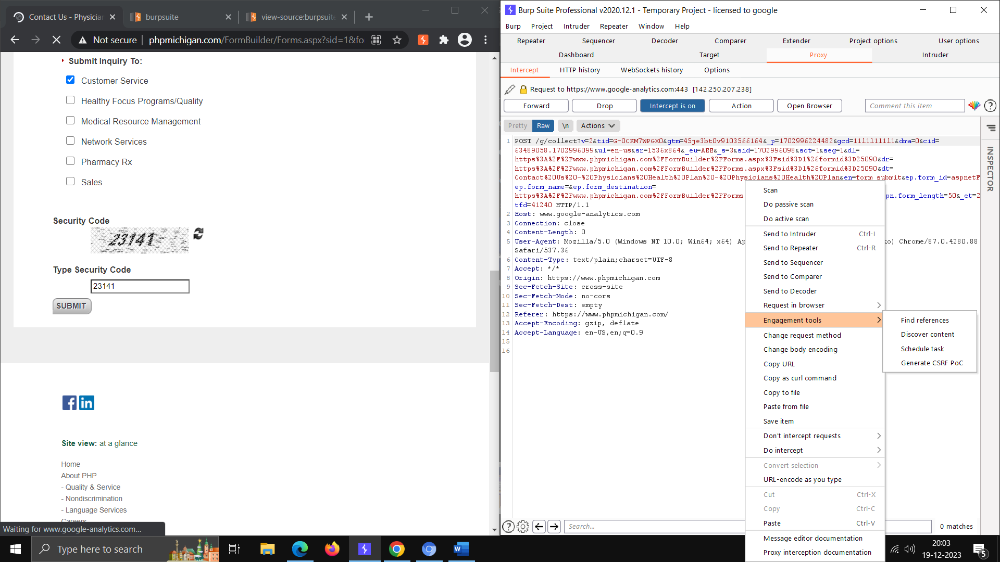 Contact Us - Physician
burpsuite
view-source:burpsuite
Not secure
phpmichigan.com/FormBuilder/Forms.aspx?sid=1&fo
Submit Inquiry To:
Customer Service
Healthy Focus Programs/Quality
Medical Resource Management
Network Services
Pharmacy Rx
Sales
Security Code
23141
Type Security Code
23141
SUBMIT
Site view: at a glance
Home
About PHP
- Quality & Service
- Nondiscrimination
- Language Services
Careers
Waiting for www.google-analytics.com...
Burp Suite Professional v2020.12.1 - Temporary Project - licensed to google
Burp Project Intruder Repeater Window Help
Repeater Sequencer Decoder Comparer Extender Project options User options
Dashboard Target Proxy Intruder
Intercept HTTP history WebSockets history Options
Request to https://www.google-analytics.com:443 [142.250.207.238]
Forward Drop Intercept is on Action Open Browser Comment this item
Pretty Raw \n Actions
INSPECTOR
1 POST /g/collect?v=2&tid=G-0CKM7WPGX0&gtm=45je3bt0v9103566164&_p=1702996224482&gcd=11l1l1l1l1&dma=0&cid=
63489058.1702996099&ul=en-us&sr=1536x864&_eu=AEE&_s=3&sid=1702996098&sct=1&seg=1&dl=
https%3A%2F%2Fwww.phpmichigan.com%2FFormBuilder%2FForms.aspx%3Fsid%3D1%26formid%3D25090&dr=
https%3A%2F%2Fwww.phpmichigan.com%2FFormBuilder%2FForms.aspx%3Fsid%3D1%26formid%3D25090&dt=
Contact%20Us%20-%20Physicians%20Health%20Plan%20-%20Physicians%20Health%20Plan&en=form_submit&ep.form_id=aspnetF
ep.form_name=&ep.form_destination=
https%3A%2F%2Fwww.phpmichigan.com%2FFormBuilder%2FForms pn.form_length=50&_et=2
tfd=41240 HTTP/1.1
2 Host: www.google-analytics.com
3 Connection: close
4 Content-Length: 0
5 User-Agent: Mozilla/5.0 (Windows NT 10.0; Win64; x64) Ap o) Chrome/87.0.4280.88
Safari/537.36
6 Content-Type: text/plain;charset=UTF-8
7 Accept: */*
8 Origin: https://www.phpmichigan.com
9 Sec-Fetch-Site: cross-site
10 Sec-Fetch-Mode: no-cors
11 Sec-Fetch-Dest: empty
12 Referer: https://www.phpmichigan.com/
13 Accept-Encoding: gzip, deflate
14 Accept-Language: en-US,en;q=0.9
15
16
Scan
Do passive scan
Do active scan
Send to Intruder Ctrl-I
Send to Repeater Ctrl-R
Send to Sequencer
Send to Comparer
Send to Decoder
Request in browser
Engagement tools
Change request method
Change body encoding
Copy URL
Copy as curl command
Copy to file
Paste from file
Save item
Don't intercept requests
Do intercept
Convert selection
URL-encode as you type
Cut Ctrl-X
Copy Ctrl-C
Paste Ctrl-V
Message editor documentation
Proxy interception documentation
Find references
Discover content
Schedule task
Generate CSRF PoC
Search...
0 matches
Type here to search
20:03
19-12-2023
5